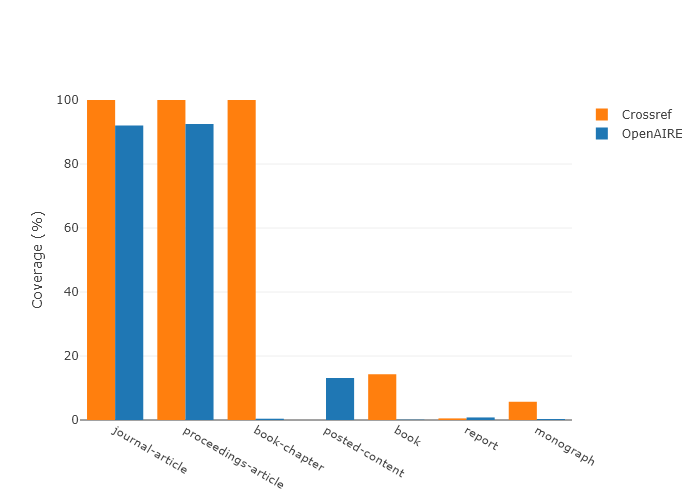 100
80
60
40
20
0
Coverage (%)
journal-article
proceedings-article
book-chapter
posted-content
book
report
monograph
Crossref
OpenAIRE